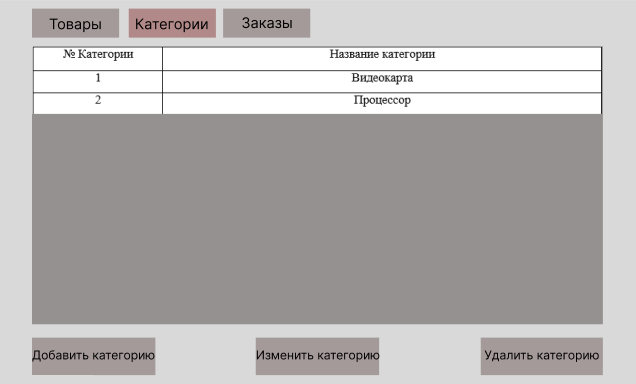 Товары Категории Заказы
№ Категории Название категории
1 Видеокарта
2 Процессор
Добавить категорию Изменить категорию Удалить категорию